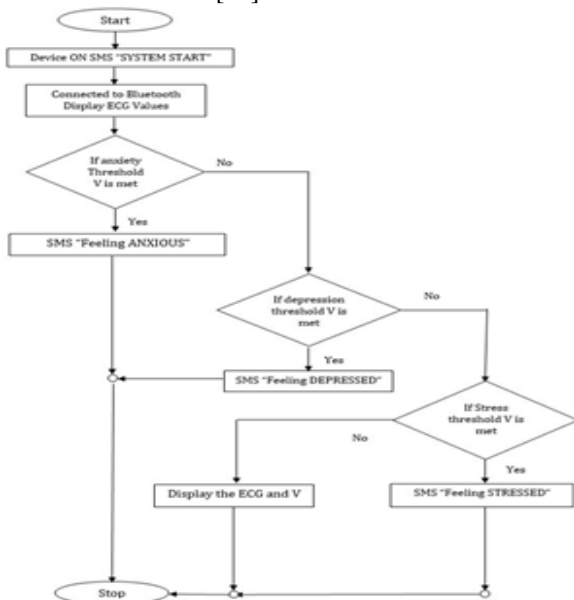 Start
Device ON SMS "SYSTEM START"
Connected to Bluetooth
Display ECG Values
If anxiety
Threshold
V is met
No
Yes
SMS "Feeling ANXIOUS"
If depression
threshold V is
met
No
Yes
SMS "Feeling DEPRESSED"
If Stress
threshold V is
met
No
Yes
Display the ECG and V
SMS "Feeling STRESSED"
Stop